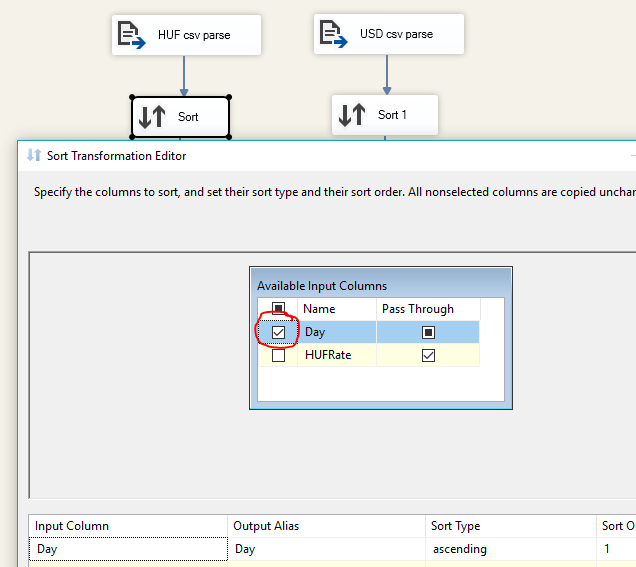 HUF csv parse
USD csv parse
Sort
Sort 1
Sort Transformation Editor
Specify the columns to sort, and set their sort type and their sort order. All nonselected columns are copied
Available Input Columns
Name Pass Through
Day
HUFRate
Input Column Output Alias Sort Type Sort
Day Day ascending 1